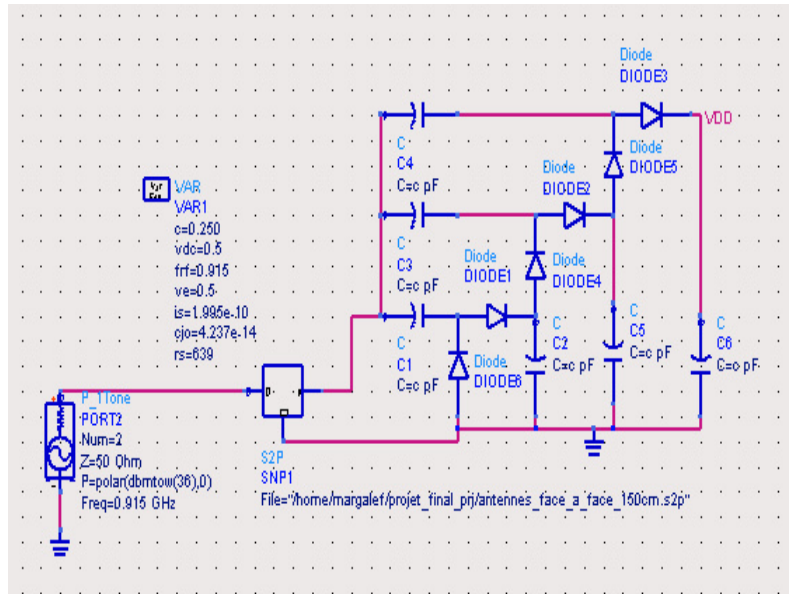 Diode
DIODE3
VDD
C
C4
C=c pF
Diode
DIODE5
Diode
DIODE2
VAR
VAR1
c=0.250
vdc=0.5
frf=0.915
ve=0.5
is=1.995e-10
cjo=4.237e-14
rs=639
C
C3
C=c pF
Diode
DIODE1
Diode
DIODE4
C
C1
C=c pF
Diode
DIODE6
C
C2
C=c pF
C
C5
C=c pF
C
C6
C=c pF
P_1Tone
PORT2
Num=2
Z=50 Ohm
P=polar(dbmtow(36),0)
Freq=0.915 GHz
S2P
SNP1
File="/home/margalef/projet_final_prj/antennes_face_a_face_150cm.s2p"